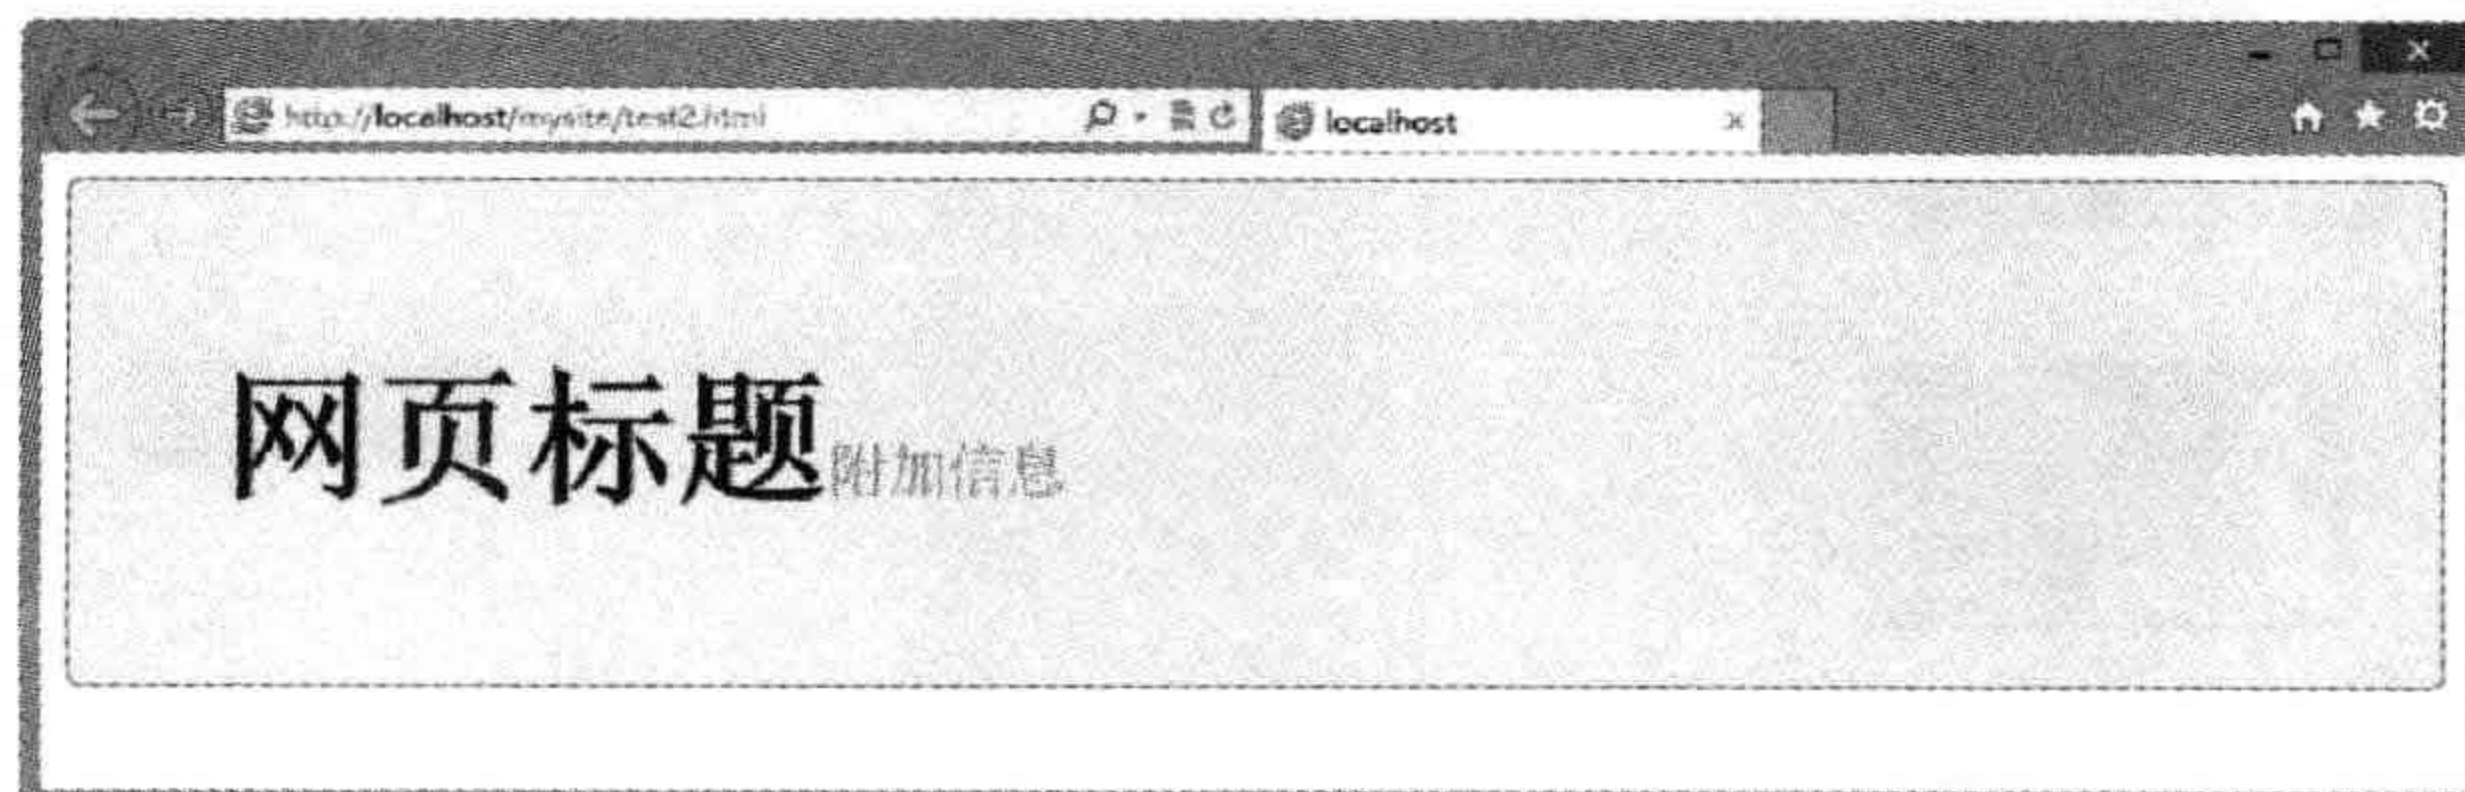 http://localhost/mysite/test2.html
localhost
网页标题附加信息